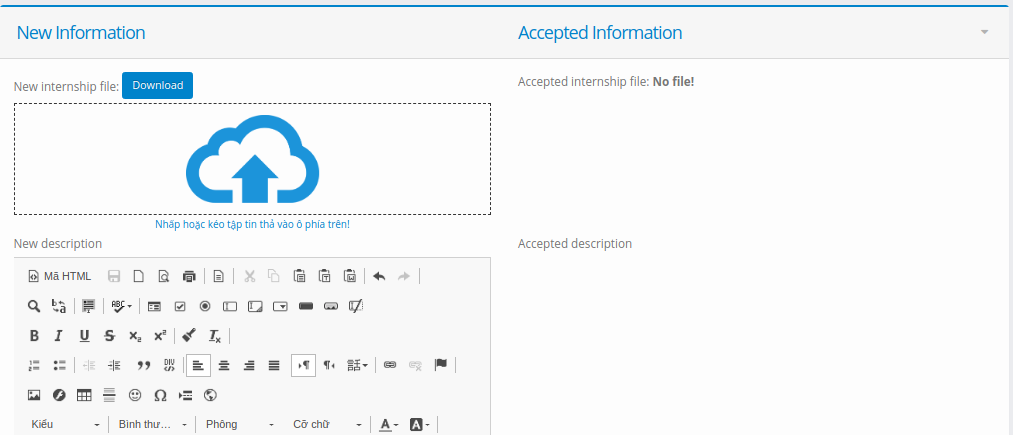 New Information
Accepted Information
New internship file: Download
Accepted internship file: No file!
Nhấp hoặc kéo tập tin thả vào ô phía trên!
New description
Accepted description
Mã HTML
Kiểu Bình thư... Phông Cỡ chữ